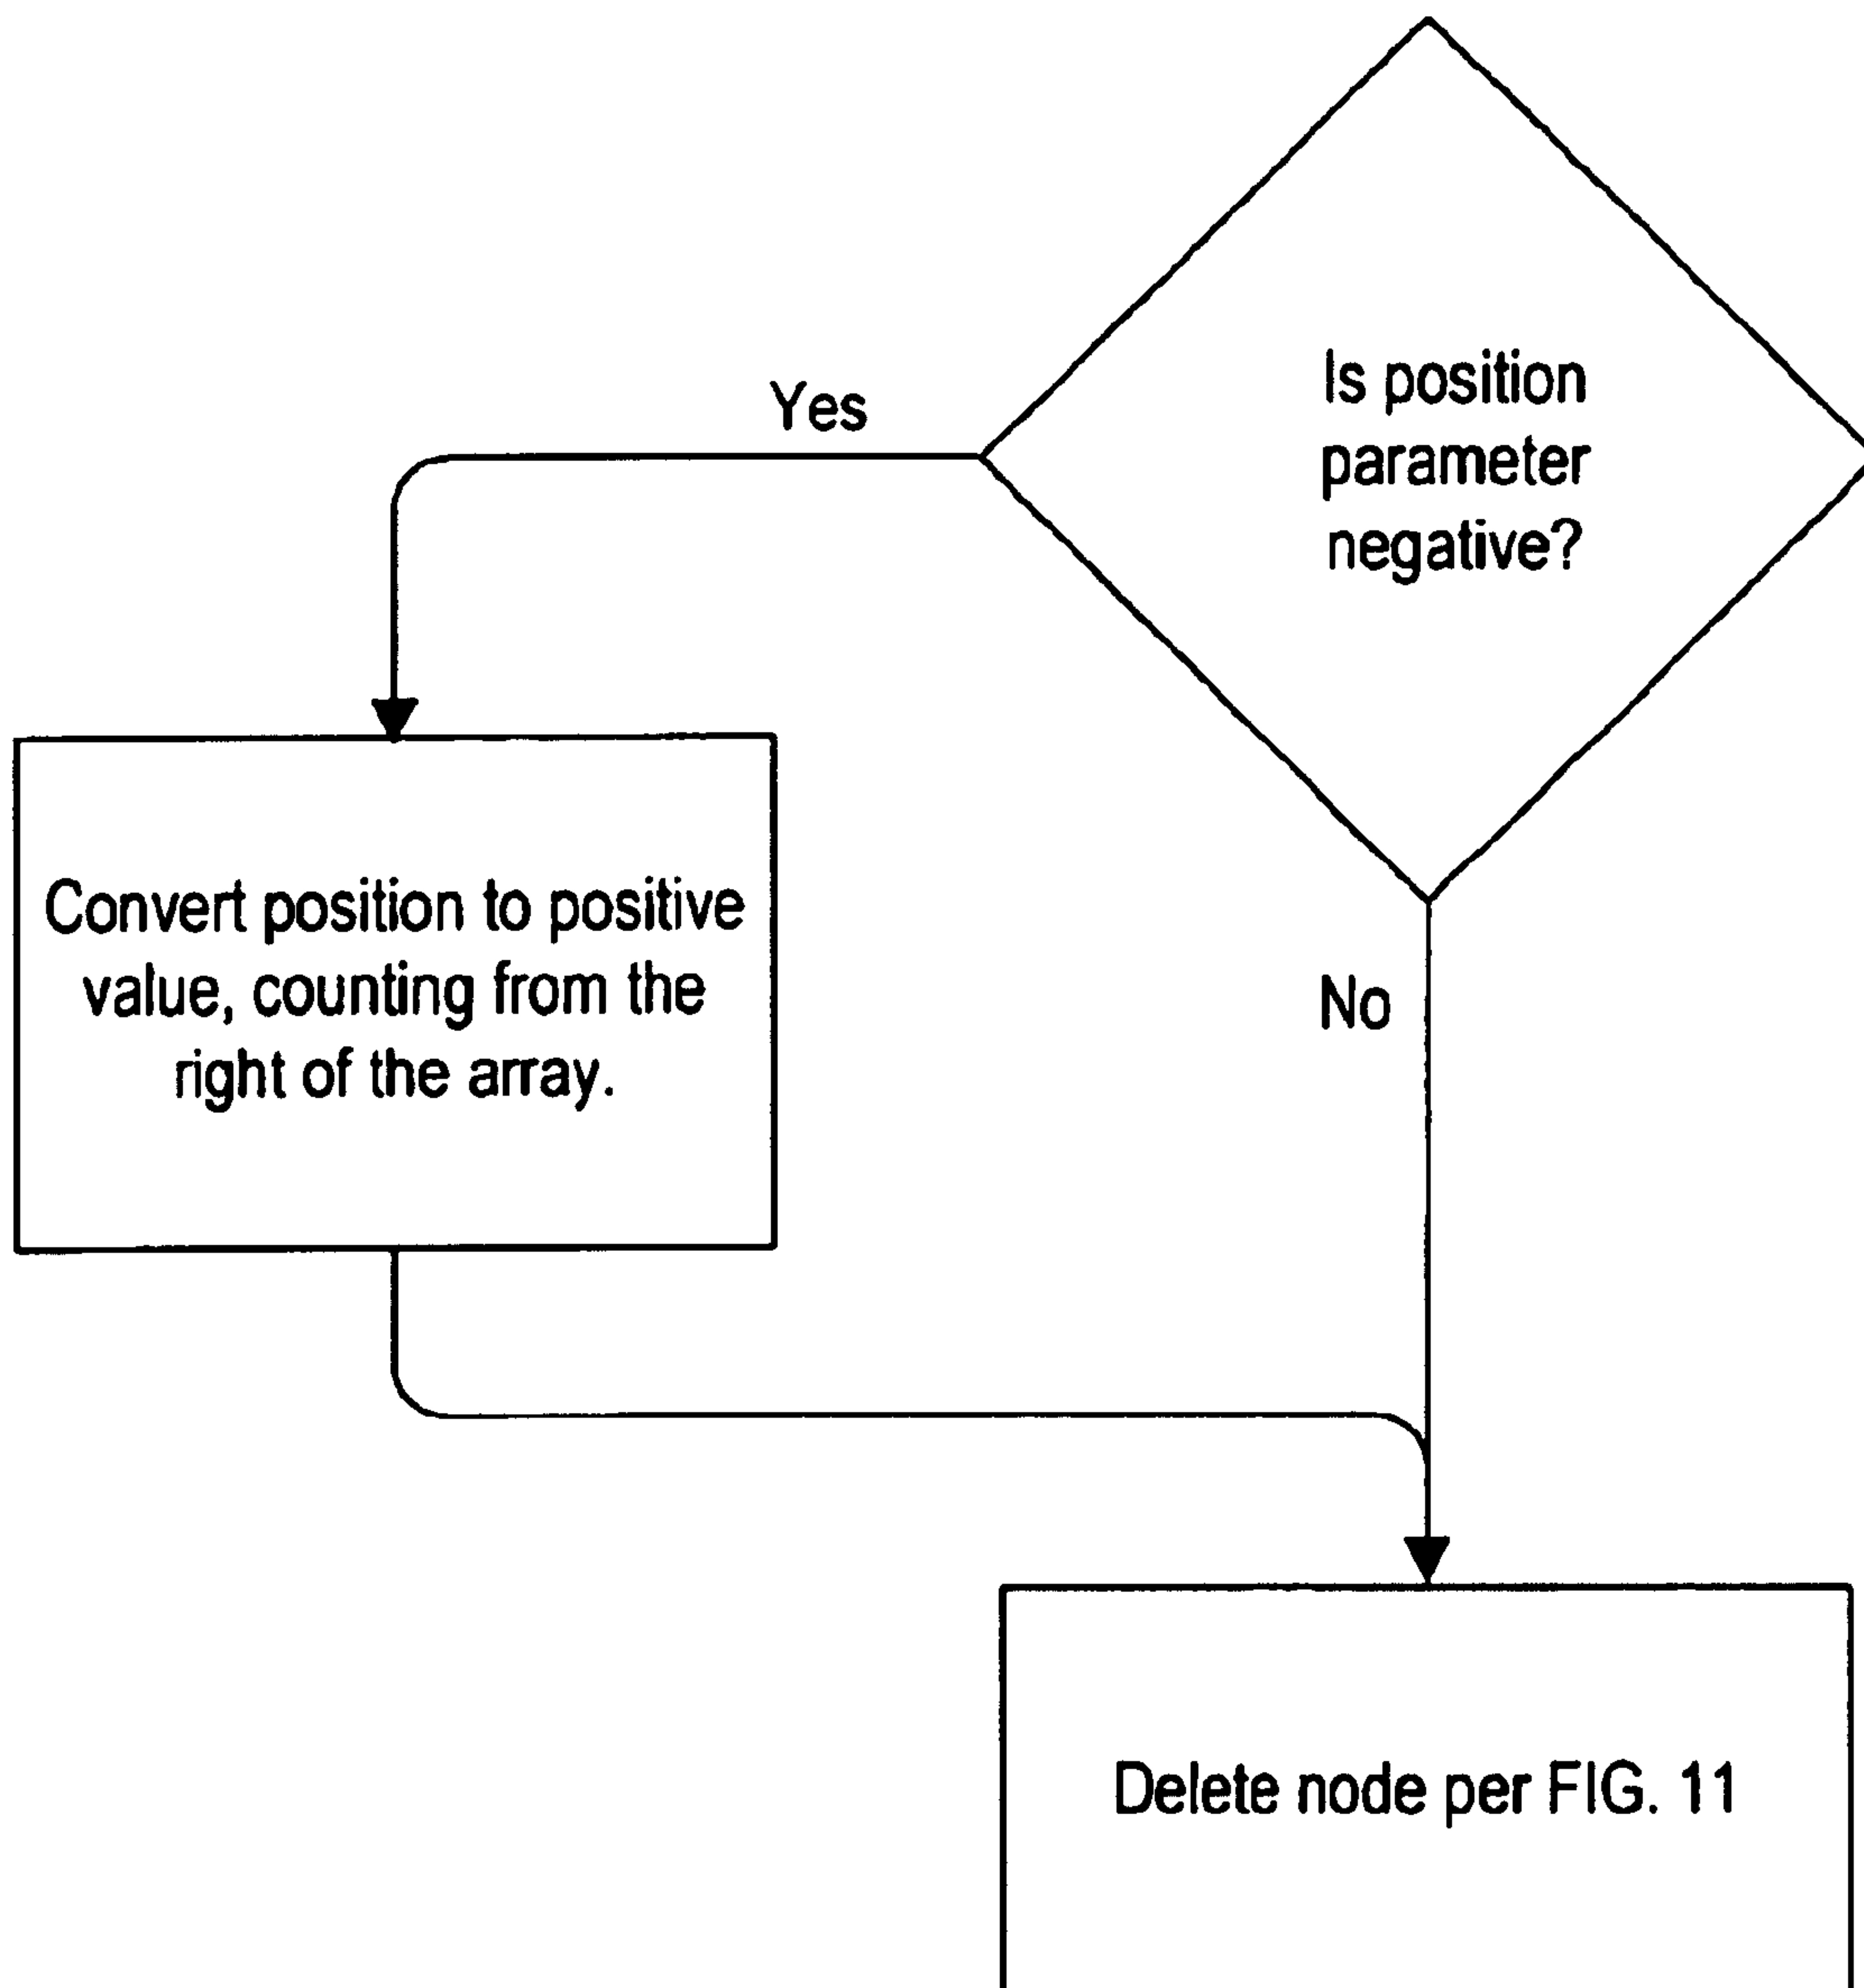 Is position
parameter
negative?
Yes
Convert position to positive
value, counting from the
right of the array.
No
Delete node per FIG. 11